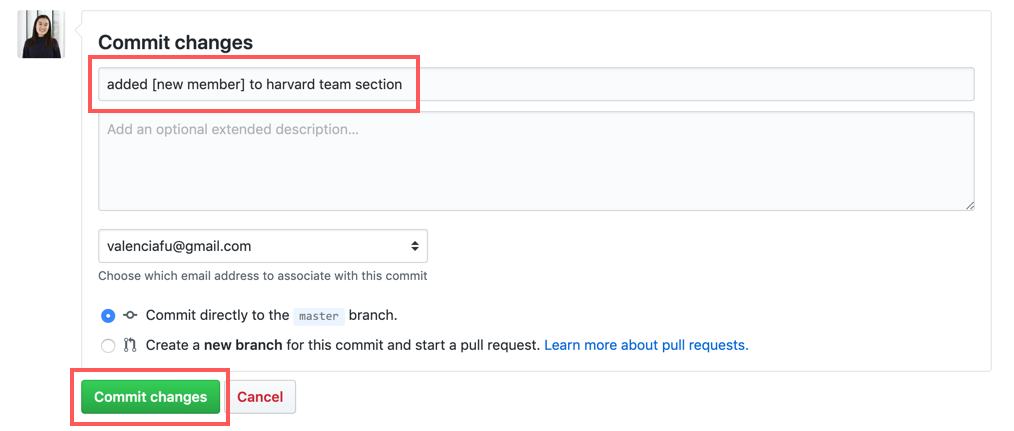 Commit changes
added [new member] to harvard team section
Add an optional extended description...
valenciafu@gmail.com
Choose which email address to associate with this commit
Commit directly to the master branch.
Create a new branch for this commit and start a pull request. Learn more about pull requests.
Commit changes Cancel